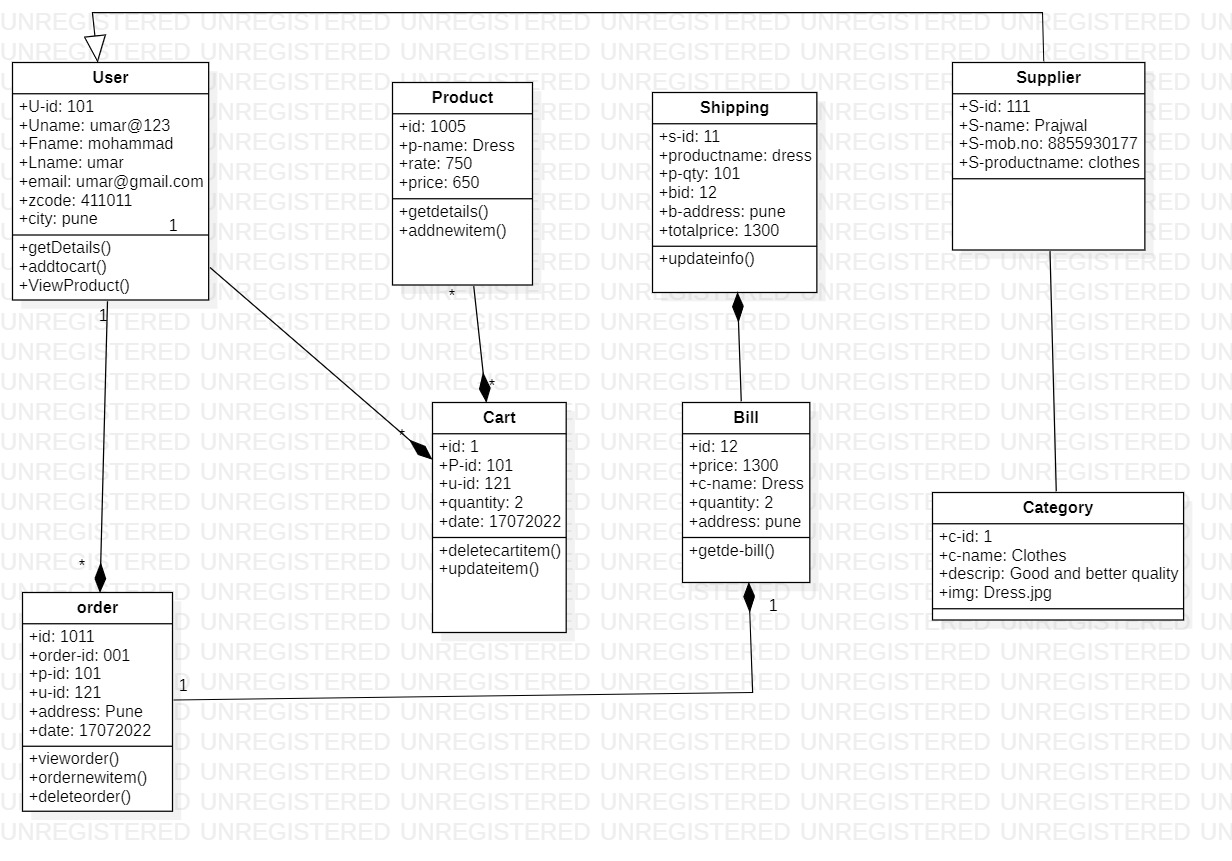 User
+U-id: 101
+Uname: umar@123
+Fname: mohammad
+Lname: umar
+email: umar@gmail.com
+zcode: 411011
+city: pune
1
+getDetails()
+addtocart()
+ViewProduct()
1
Product
+id: 1005
+p-name: Dress
+rate: 750
+price: 650
+getdetails()
+addnewitem()
*
Shipping
+s-id: 11
+productname: dress
+p-qty: 101
+bid: 12
+b-address: pune
+totalprice: 1300
+updateinfo()
Supplier
+S-id: 111
+S-name: Prajwal
+S-mob.no: 8855930177
+S-productname: clothes
*
*
Cart
+id: 1
+P-id: 101
+u-id: 121
+quantity: 2
+date: 17072022
+deletecartitem()
+updateitem()
Bill
+id: 12
+price: 1300
+c-name: Dress
+quantity: 2
+address: pune
+getde-bill()
1
Category
+c-id: 1
+c-name: Clothes
+descrip: Good and better quality
+img: Dress.jpg
*
order
+id: 1011
+order-id: 001
+p-id: 101
+u-id: 121
+address: Pune
+date: 17072022
+vieworder()
+ordernewitem()
+deleteorder()
1
UNREGISTERED